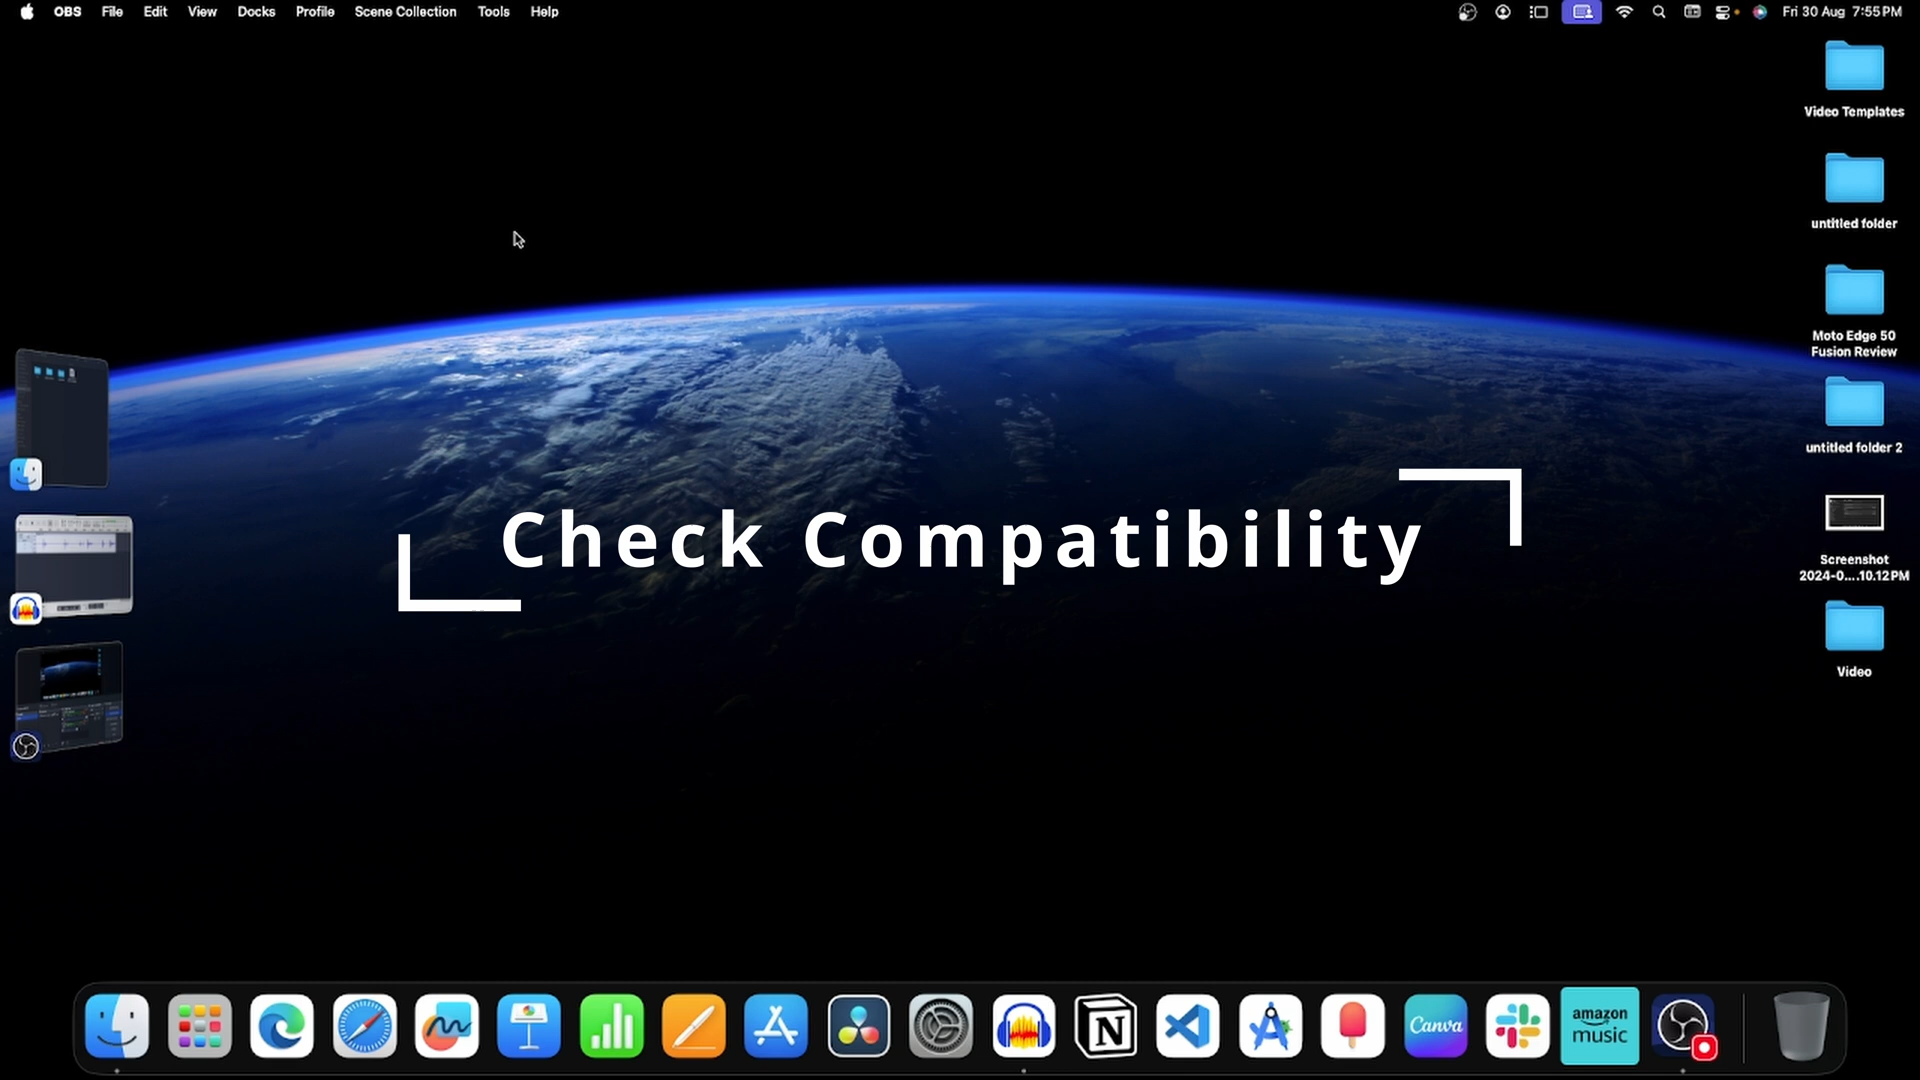 OBS File Edit View Docks Profile Scene Collection Tools Help
Fri 30 Aug 7:55 PM
Video Templates
untitled folder
Moto Edge 50
Fusion Review
untitled folder 2
Screenshot
2024-0....10.12 PM
Video
Check Compatibility
N
Canva
amazon
music